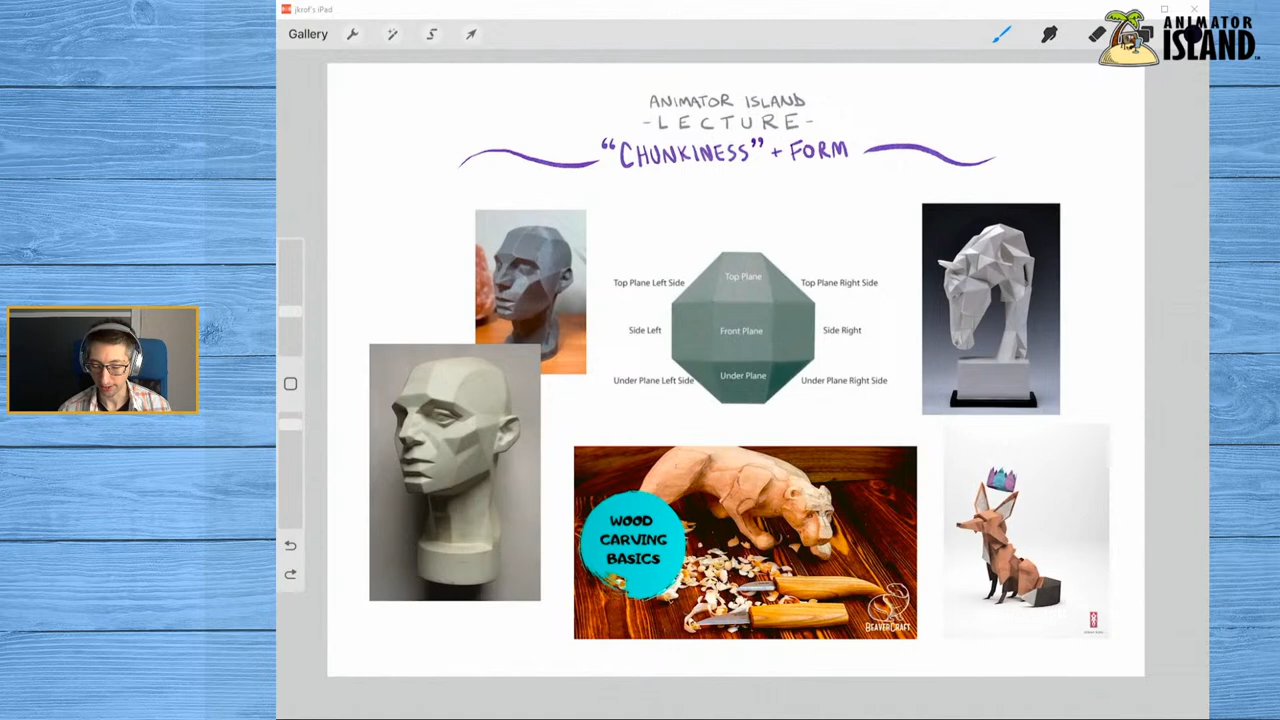 jkrof's iPad
Gallery
ANIMATOR
ISLAND
ANIMATOR ISLAND
-LECTURE-
"CHUNKINESS" + FORM
Top Plane
Top Plane Left Side
Top Plane Right Side
Side Left
Front Plane
Side Right
Under Plane Left Side
Under Plane
Under Plane Right Side
WOOD
CARVING
BASICS
BEAVERCRAFT